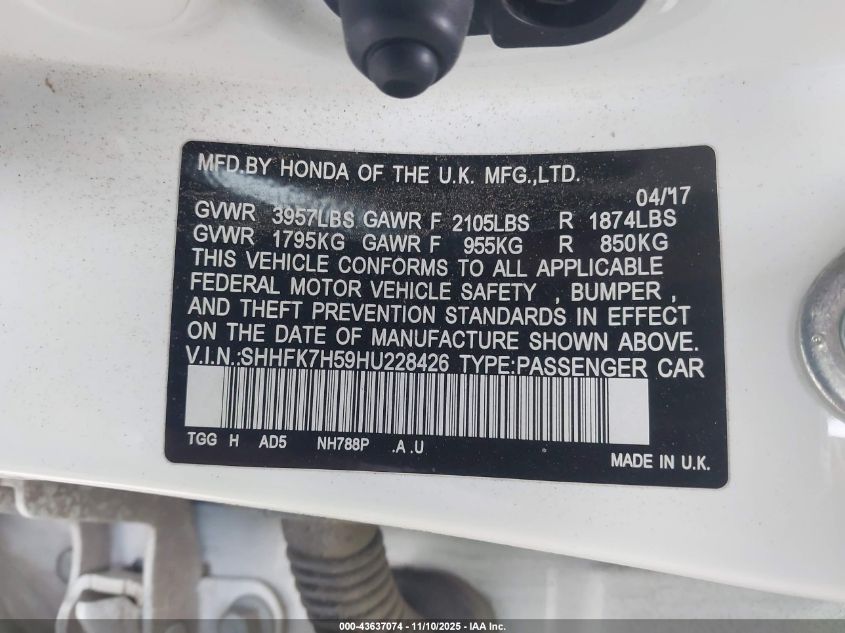 MFD.BY HONDA OF THE U.K. MFG.,LTD.
04/17
GVWR 3957LBS GAWR F 2105LBS R 1874LBS
GVWR 1795KG GAWR F 955KG R 850KG
THIS VEHICLE CONFORMS TO ALL APPLICABLE
FEDERAL MOTOR VEHICLE SAFETY , BUMPER ,
AND THEFT PREVENTION STANDARDS IN EFFECT
ON THE DATE OF MANUFACTURE SHOWN ABOVE.
V.I.N.:SHHFK7H59HU228426 TYPE:PASSENGER CAR
TGG H AD5 NH788P .A .U
MADE IN U.K.
000-43637074 — 11/10/2025 — IAA Inc.